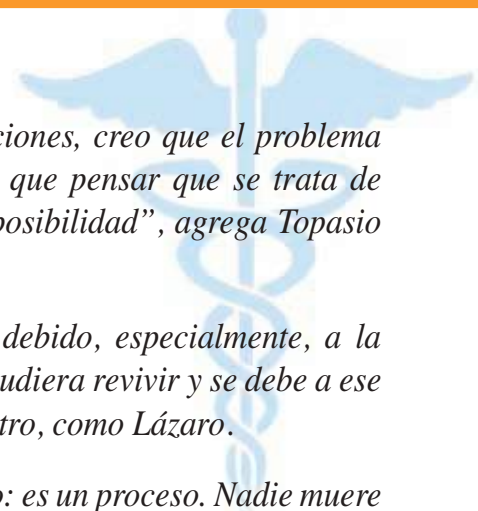 ciones, creo que el problema
que pensar que se trata de
posibilidad”, agrega Topasio
debido, especialmente, a la
udiera revivir y se debe a ese
tro, como Lázaro.
o: es un proceso. Nadie muere